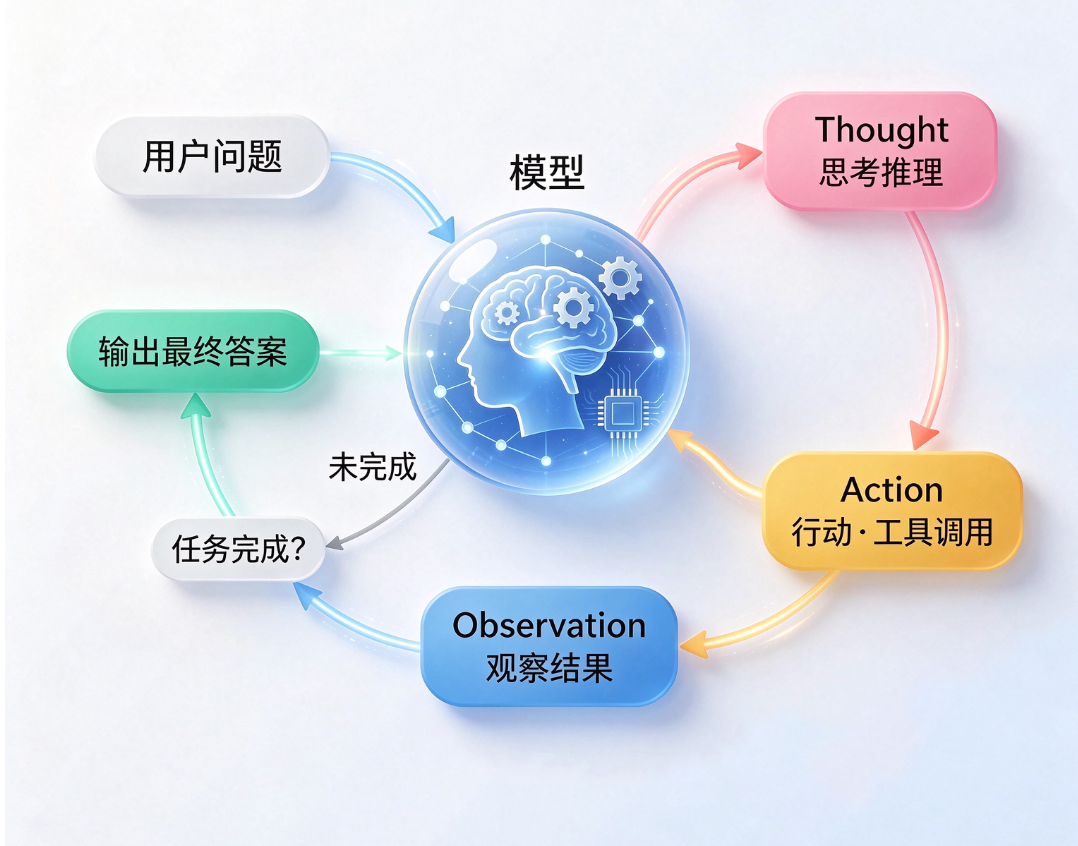 用户问题
模型
Thought
思考推理
输出最终答案
未完成
Action
行动·工具调用
任务完成？
Observation
观察结果